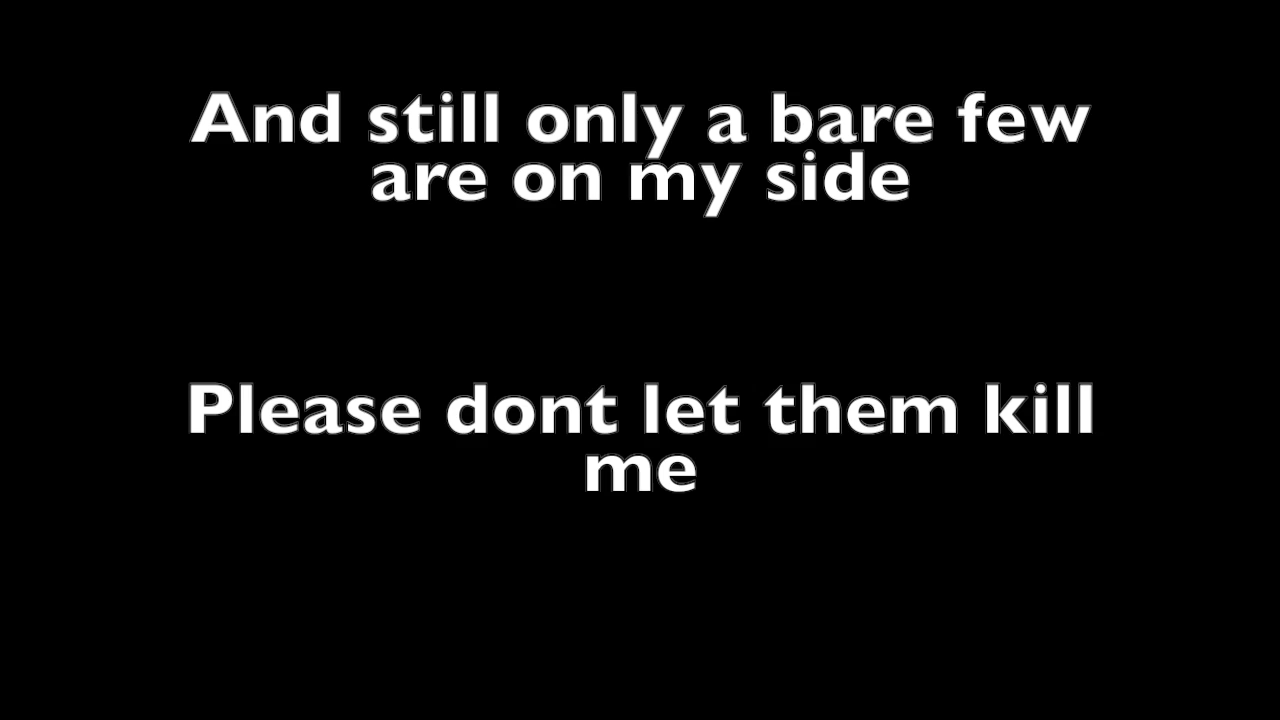 And still only a bare few
are on my side
Please dont let them kill
me